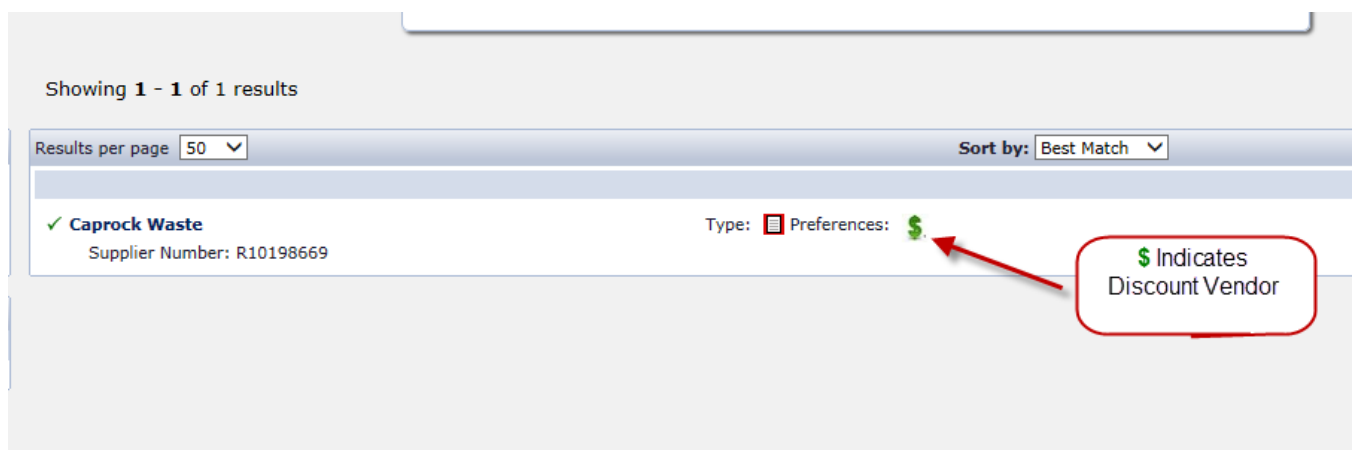 Showing 1 - 1 of 1 results
Results per page 50 Sort by: Best Match
✓ Caprock Waste Type: Preferences: $
Supplier Number: R10198669
$ Indicates
Discount Vendor